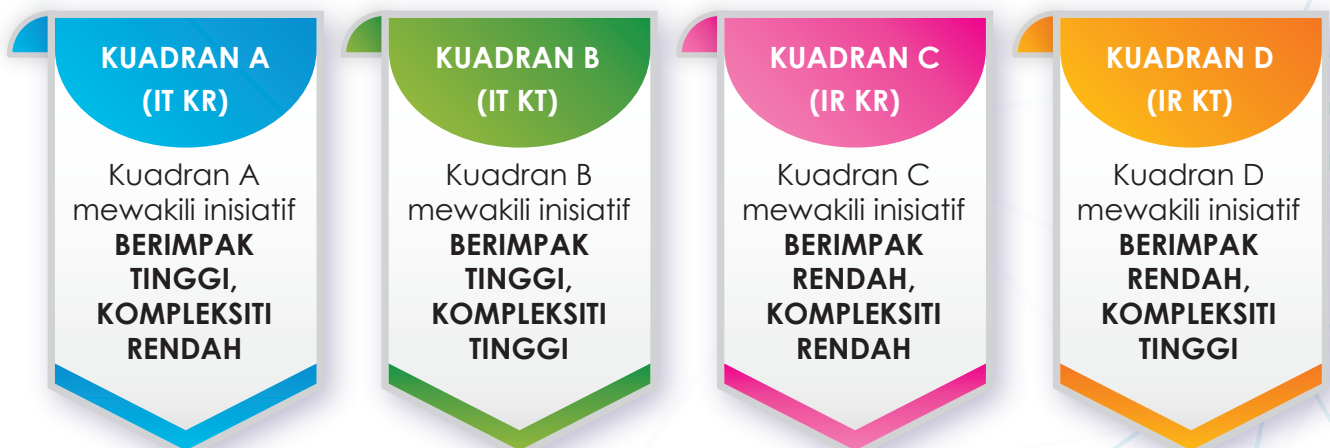 KUADRAN A
(IT KR)
Kuadran A
mewakili inisiatif
BERIMPAK
TINGGI,
KOMPLEKSITI
RENDAH
KUADRAN B
(IT KT)
Kuadran B
mewakili inisiatif
BERIMPAK
TINGGI,
KOMPLEKSITI
TINGGI
KUADRAN C
(IR KR)
Kuadran C
mewakili inisiatif
BERIMPAK
RENDAH,
KOMPLEKSITI
RENDAH
KUADRAN D
(IR KT)
Kuadran D
mewakili inisiatif
BERIMPAK
RENDAH,
KOMPLEKSITI
TINGGI